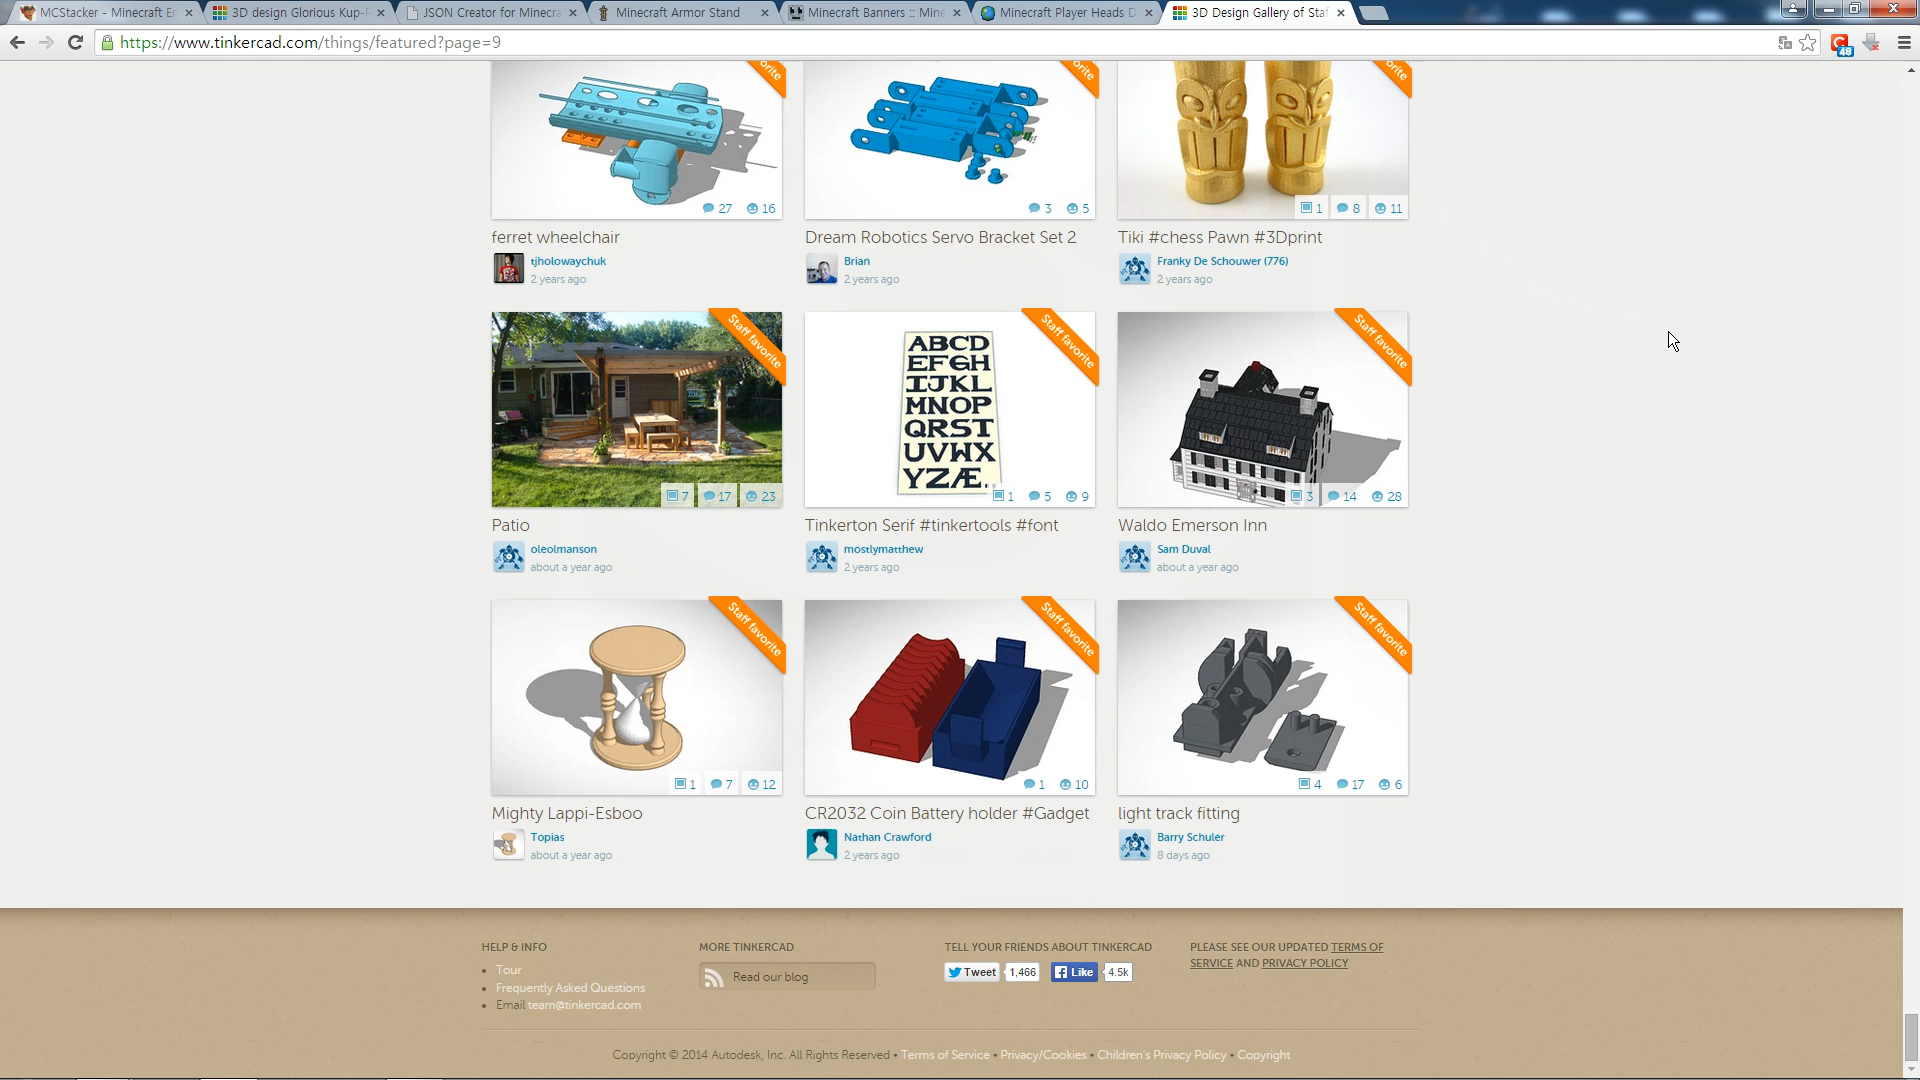 MCStacker - Minecraft Er
3D design Glorious Kup-F
JSON Creator for Minecra
Minecraft Armor Stand
Minecraft Banners :: Mine
Minecraft Player Heads D
3D Design Gallery of Staf
https://www.tinkercad.com/things/featured?page=9
48
vorite
vorite
vorite
27 16
3 5
1 8 11
ferret wheelchair
tjholowaychuk
2 years ago
Dream Robotics Servo Bracket Set 2
Brian
2 years ago
Tiki #chess Pawn #3Dprint
Franky De Schouwer (776)
2 years ago
Staff favorite
7 17 23
Patio
oleolmanson
about a year ago
Staff favorite
ABCD
EFGH
IJKL
MNOP
QRST
UVWX
YZÆ.
1 5 9
Tinkerton Serif #tinkertools #font
mostlymatthew
2 years ago
Staff favorite
3 14 28
Waldo Emerson Inn
Sam Duval
about a year ago
Staff favorite
1 7 12
Mighty Lappi-Esboo
Topias
about a year ago
Staff favorite
1 10
CR2032 Coin Battery holder #Gadget
Nathan Crawford
2 years ago
Staff favorite
4 17 6
light track fitting
Barry Schuler
8 days ago
HELP & INFO
• Tour
• Frequently Asked Questions
• Email team@tinkercad.com
MORE TINKERCAD
Read our blog
TELL YOUR FRIENDS ABOUT TINKERCAD
Tweet 1,466 Like 4.5k
PLEASE SEE OUR UPDATED TERMS OF
SERVICE AND PRIVACY POLICY
Copyright © 2014 Autodesk, Inc. All Rights Reserved • Terms of Service • Privacy/Cookies • Children's Privacy Policy • Copyright